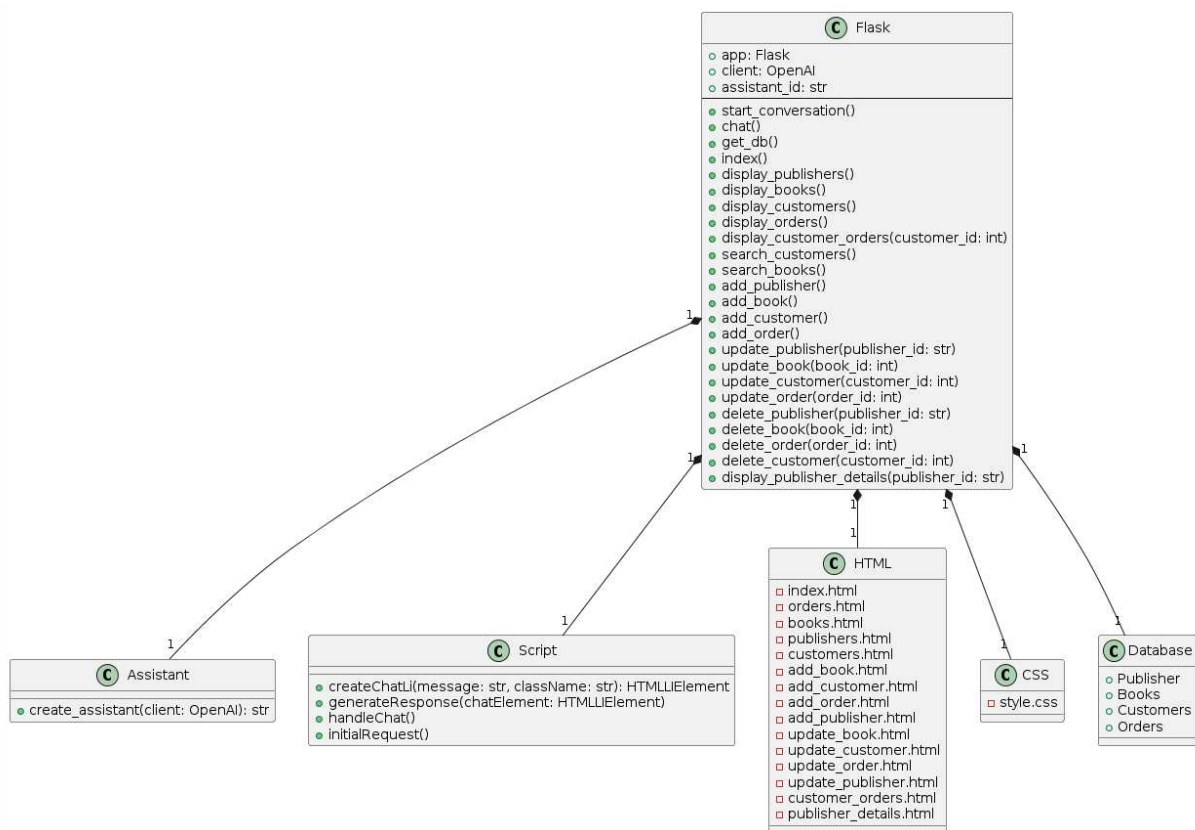 C Flask
app: Flask
client: OpenAI
assistant_id: str
start_conversation()
chat()
get_db()
index()
display_publishers()
display_books()
display_customers()
display_orders()
display_customer_orders(customer_id: int)
search_customers()
search_books()
add_publisher()
add_book()
add_customer()
add_order()
update_publisher(publisher_id: str)
update_book(book_id: int)
update_customer(customer_id: int)
update_order(order_id: int)
delete_publisher(publisher_id: str)
delete_book(book_id: int)
delete_order(order_id: int)
delete_customer(customer_id: int)
display_publisher_details(publisher_id: str)
1
1
1
1
1
1
1
1
1
1
C Assistant
create_assistant(client: OpenAI): str
C Script
createChatLi(message: str, className: str): HTMLLIElement
generateResponse(chatElement: HTMLLIElement)
handleChat()
initialRequest()
C HTML
index.html
orders.html
books.html
publishers.html
customers.html
add_book.html
add_customer.html
add_order.html
add_publisher.html
update_book.html
update_customer.html
update_order.html
update_publisher.html
customer_orders.html
publisher_details.html
C CSS
style.css
C Database
Publisher
Books
Customers
Orders